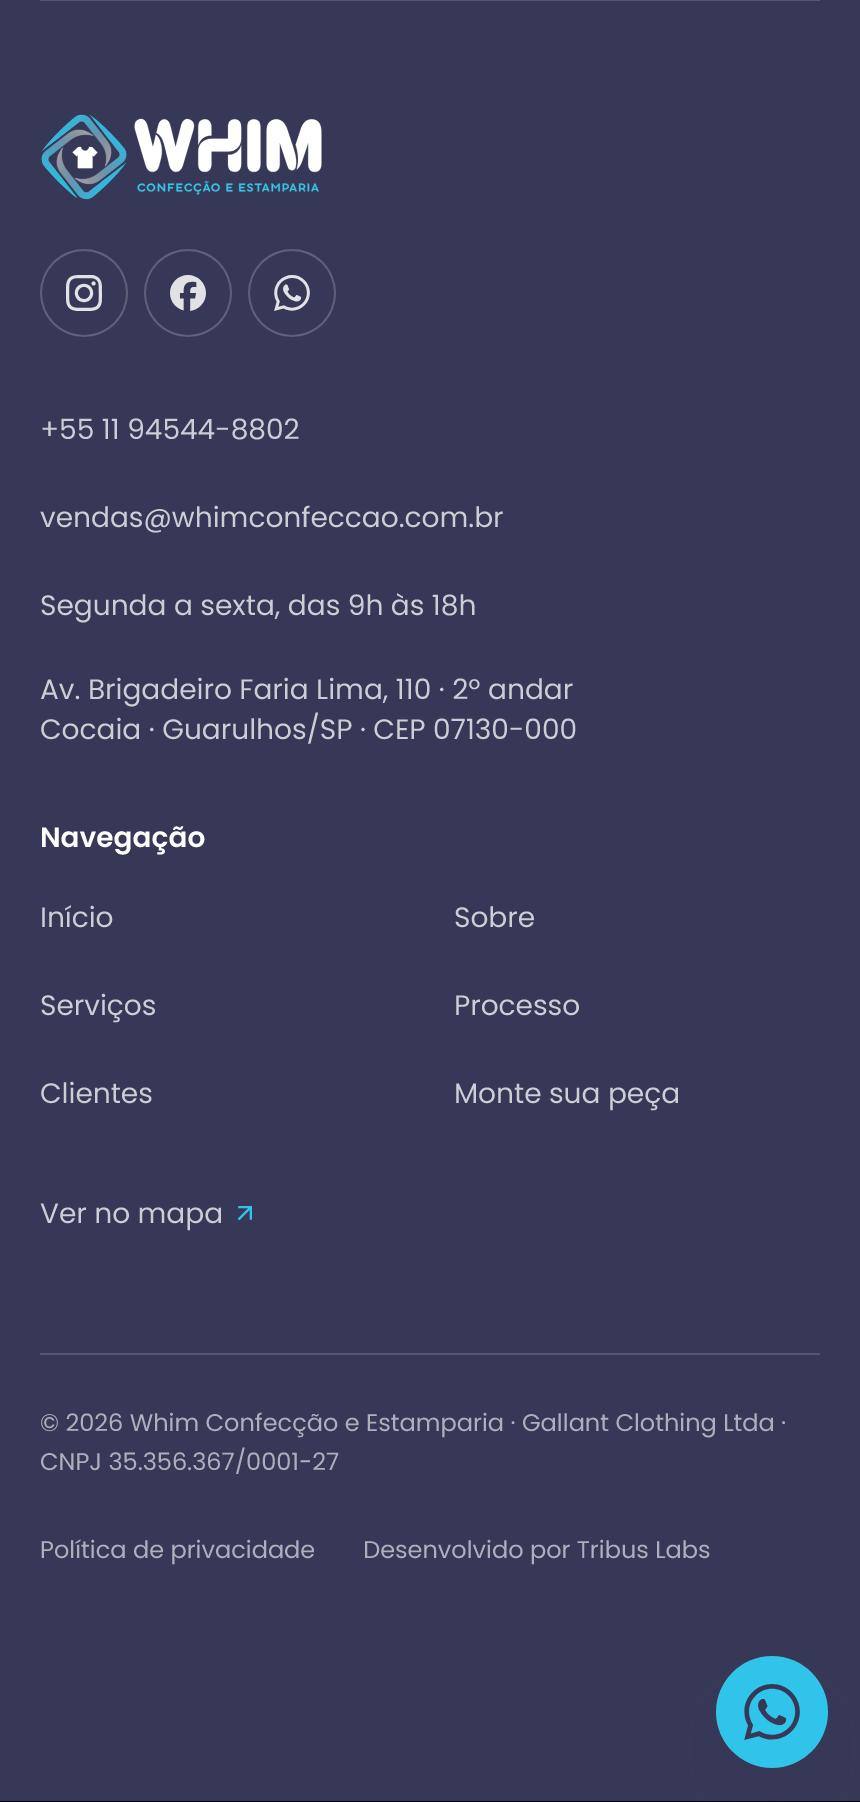 WHIM
CONFECÇÃO E ESTAMPARIA
+55 11 94544-8802
vendas@whimconfeccao.com.br
Segunda a sexta, das 9h às 18h
Av. Brigadeiro Faria Lima, 110 · 2º andar
Cocaia · Guarulhos/SP · CEP 07130-000
Navegação
Início
Sobre
Serviços
Processo
Clientes
Monte sua peça
Ver no mapa
© 2026 Whim Confecção e Estamparia · Gallant Clothing Ltda ·
CNPJ 35.356.367/0001-27
Política de privacidade
Desenvolvido por Tribus Labs